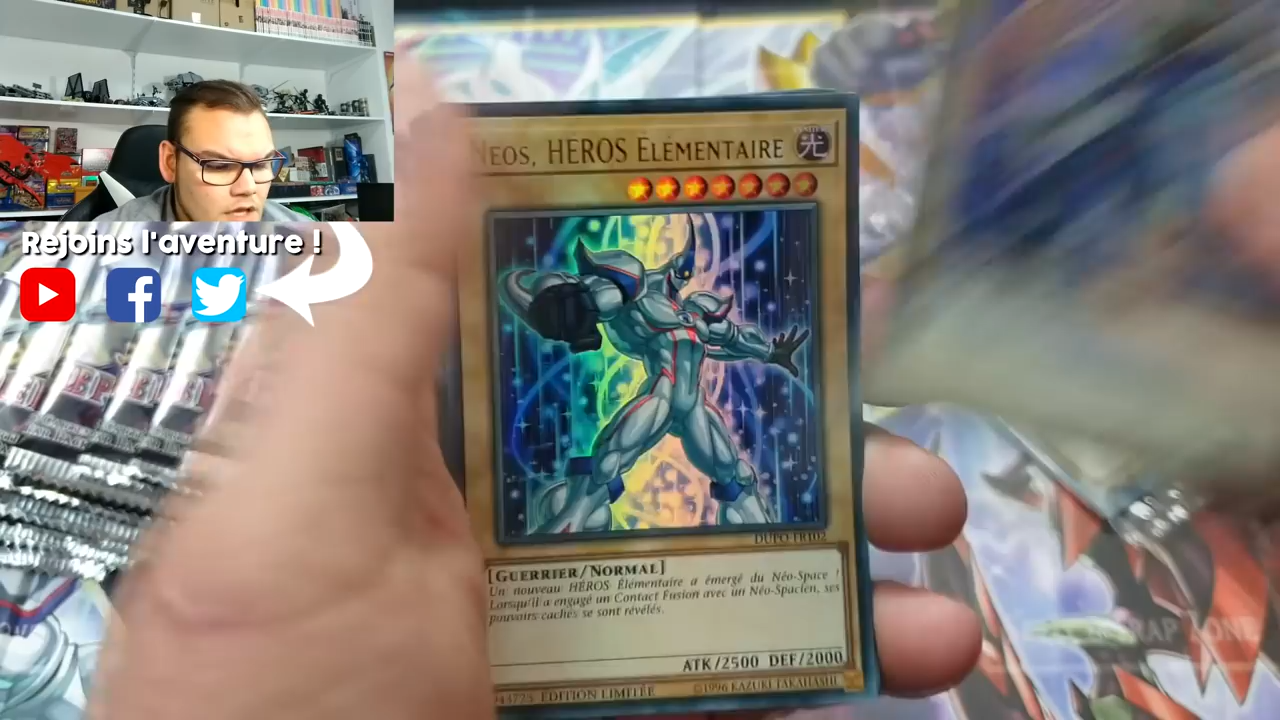 Rejoins l'aventure !
NEOS, HEROS ELÉMENTAIRE
光
DUPO-FR102
[GUERRIER/NORMAL]
Un nouveau HÉROS Élémentaire a émergé du Néo-Space !
Lorsqu'il a engagé un Contact Fusion avec un Néo-Spacien, ses
pouvoirs cachés se sont révélés.
ATK/2500 DEF/2000
EDITION LIMITÉE
©1996 KAZUKI TAKAHASHI